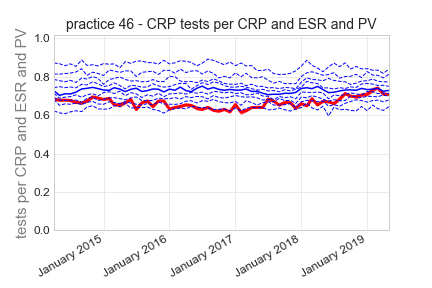 practice 46 - CRP tests per CRP and ESR and PV
tests per CRP and ESR and PV
1.0
0.8
0.6
0.4
0.2
0.0
January 2015
January 2016
January 2017
January 2018
January 2019